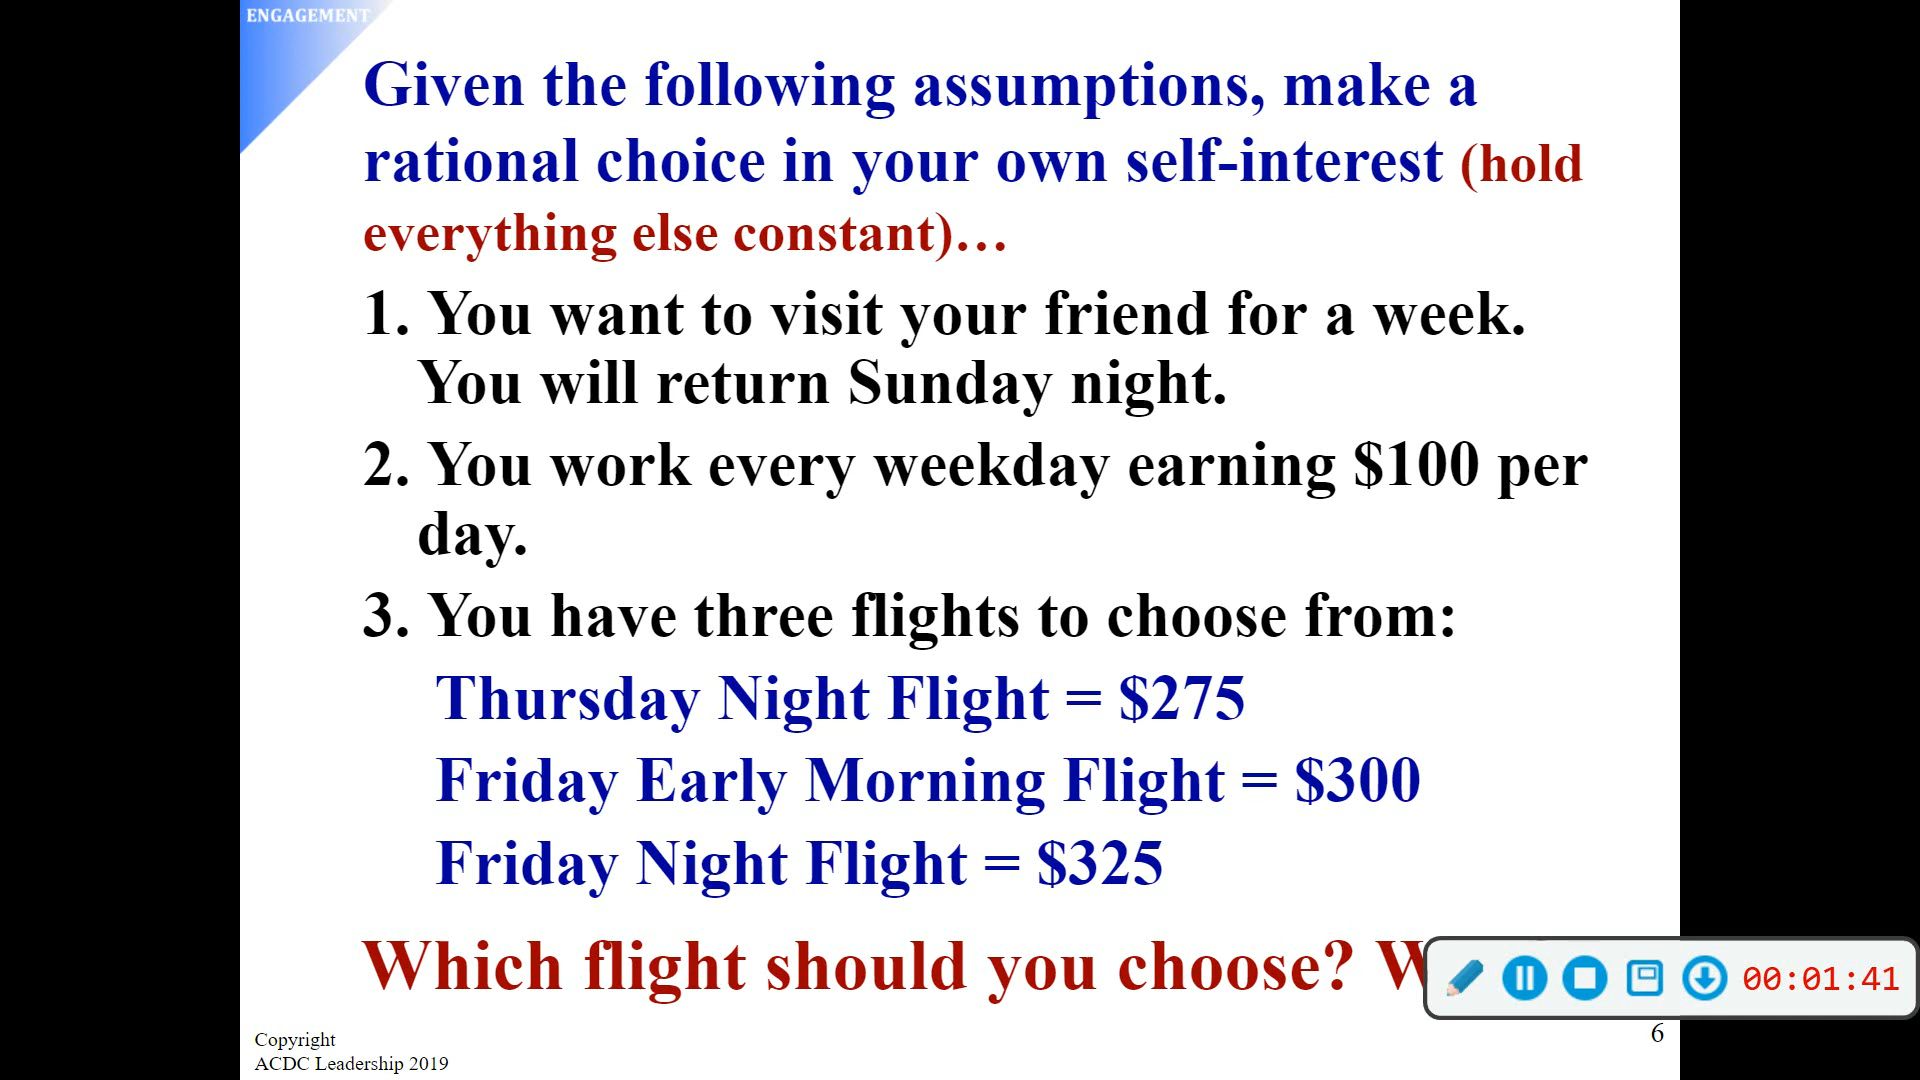 ENGAGEMENT
Given the following assumptions, make a
rational choice in your own self-interest (hold
everything else constant)…
1. You want to visit your friend for a week.
You will return Sunday night.
2. You work every weekday earning $100 per
day.
3. You have three flights to choose from:
Thursday Night Flight = $275
Friday Early Morning Flight = $300
Friday Night Flight = $325
Which flight should you choose?
00:01:41
6
Copyright
ACDC Leadership 2019